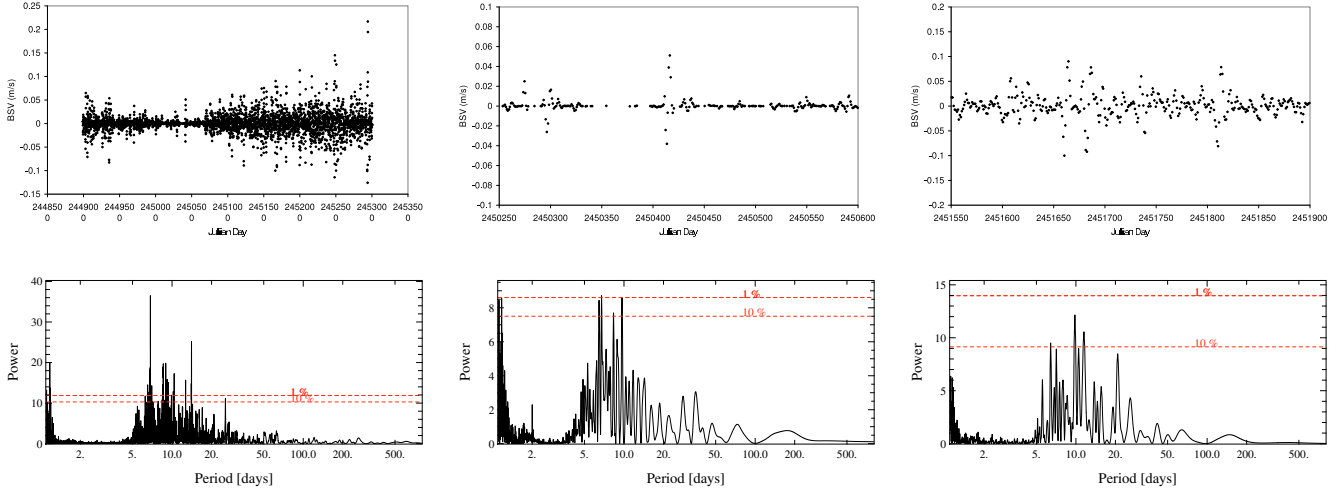 0.25
0.2
0.15
0.1
0.05
0
-0.05
-0.1
-0.15
BSV (m/s)
244850 244900 244950 245000 245050 245100 245150 245200 245250 245300 245350
0 0 0 0 0 0 0 0 0 0 0
Julian Day
0.1
0.08
0.06
0.04
0.02
0
-0.02
-0.04
-0.06
-0.08
-0.1
BSV (m/s)
2450250 2450300 2450350 2450400 2450450 2450500 2450550 2450600
Julian Day
0.2
0.15
0.1
0.05
0
-0.05
-0.1
-0.15
-0.2
BSV (m/s)
2451550 2451600 2451650 2451700 2451750 2451800 2451850 2451900
Julian Day
40
30
20
10
0
Power
1 %
10 %
2. 5. 10.0 20. 50. 100.0 200. 500.
Period [days]
8
6
4
2
0
Power
1 %
10 %
2. 5. 10.0 20. 50. 100.0 200. 500.
Period [days]
15
10
5
0
Power
1 %
10 %
2. 5. 10.0 20. 50. 100.0 200. 500.
Period [days]